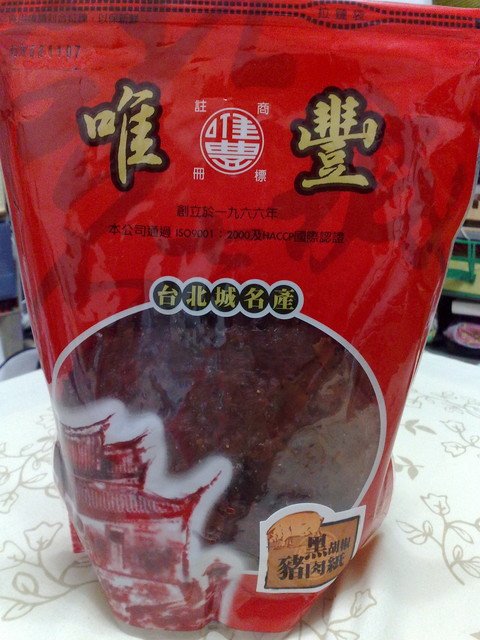 唯豐
註 商
唯豐
冊 標
創立於一九六六年
本公司通過 ISO9001：2000及HACCP國際認證
台北城名產
黑胡椒
豬肉紙